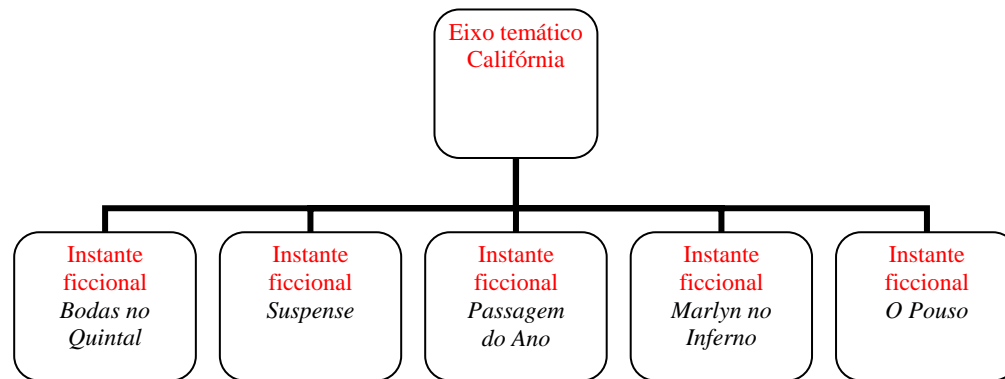 Eixo temático
Califórnia
Instante
ficcional
Bodas no
Quintal
Instante
ficcional
Suspense
Instante
ficcional
Passagem
do Ano
Instante
ficcional
Marlyn no
Inferno
Instante
ficcional
O Pouso